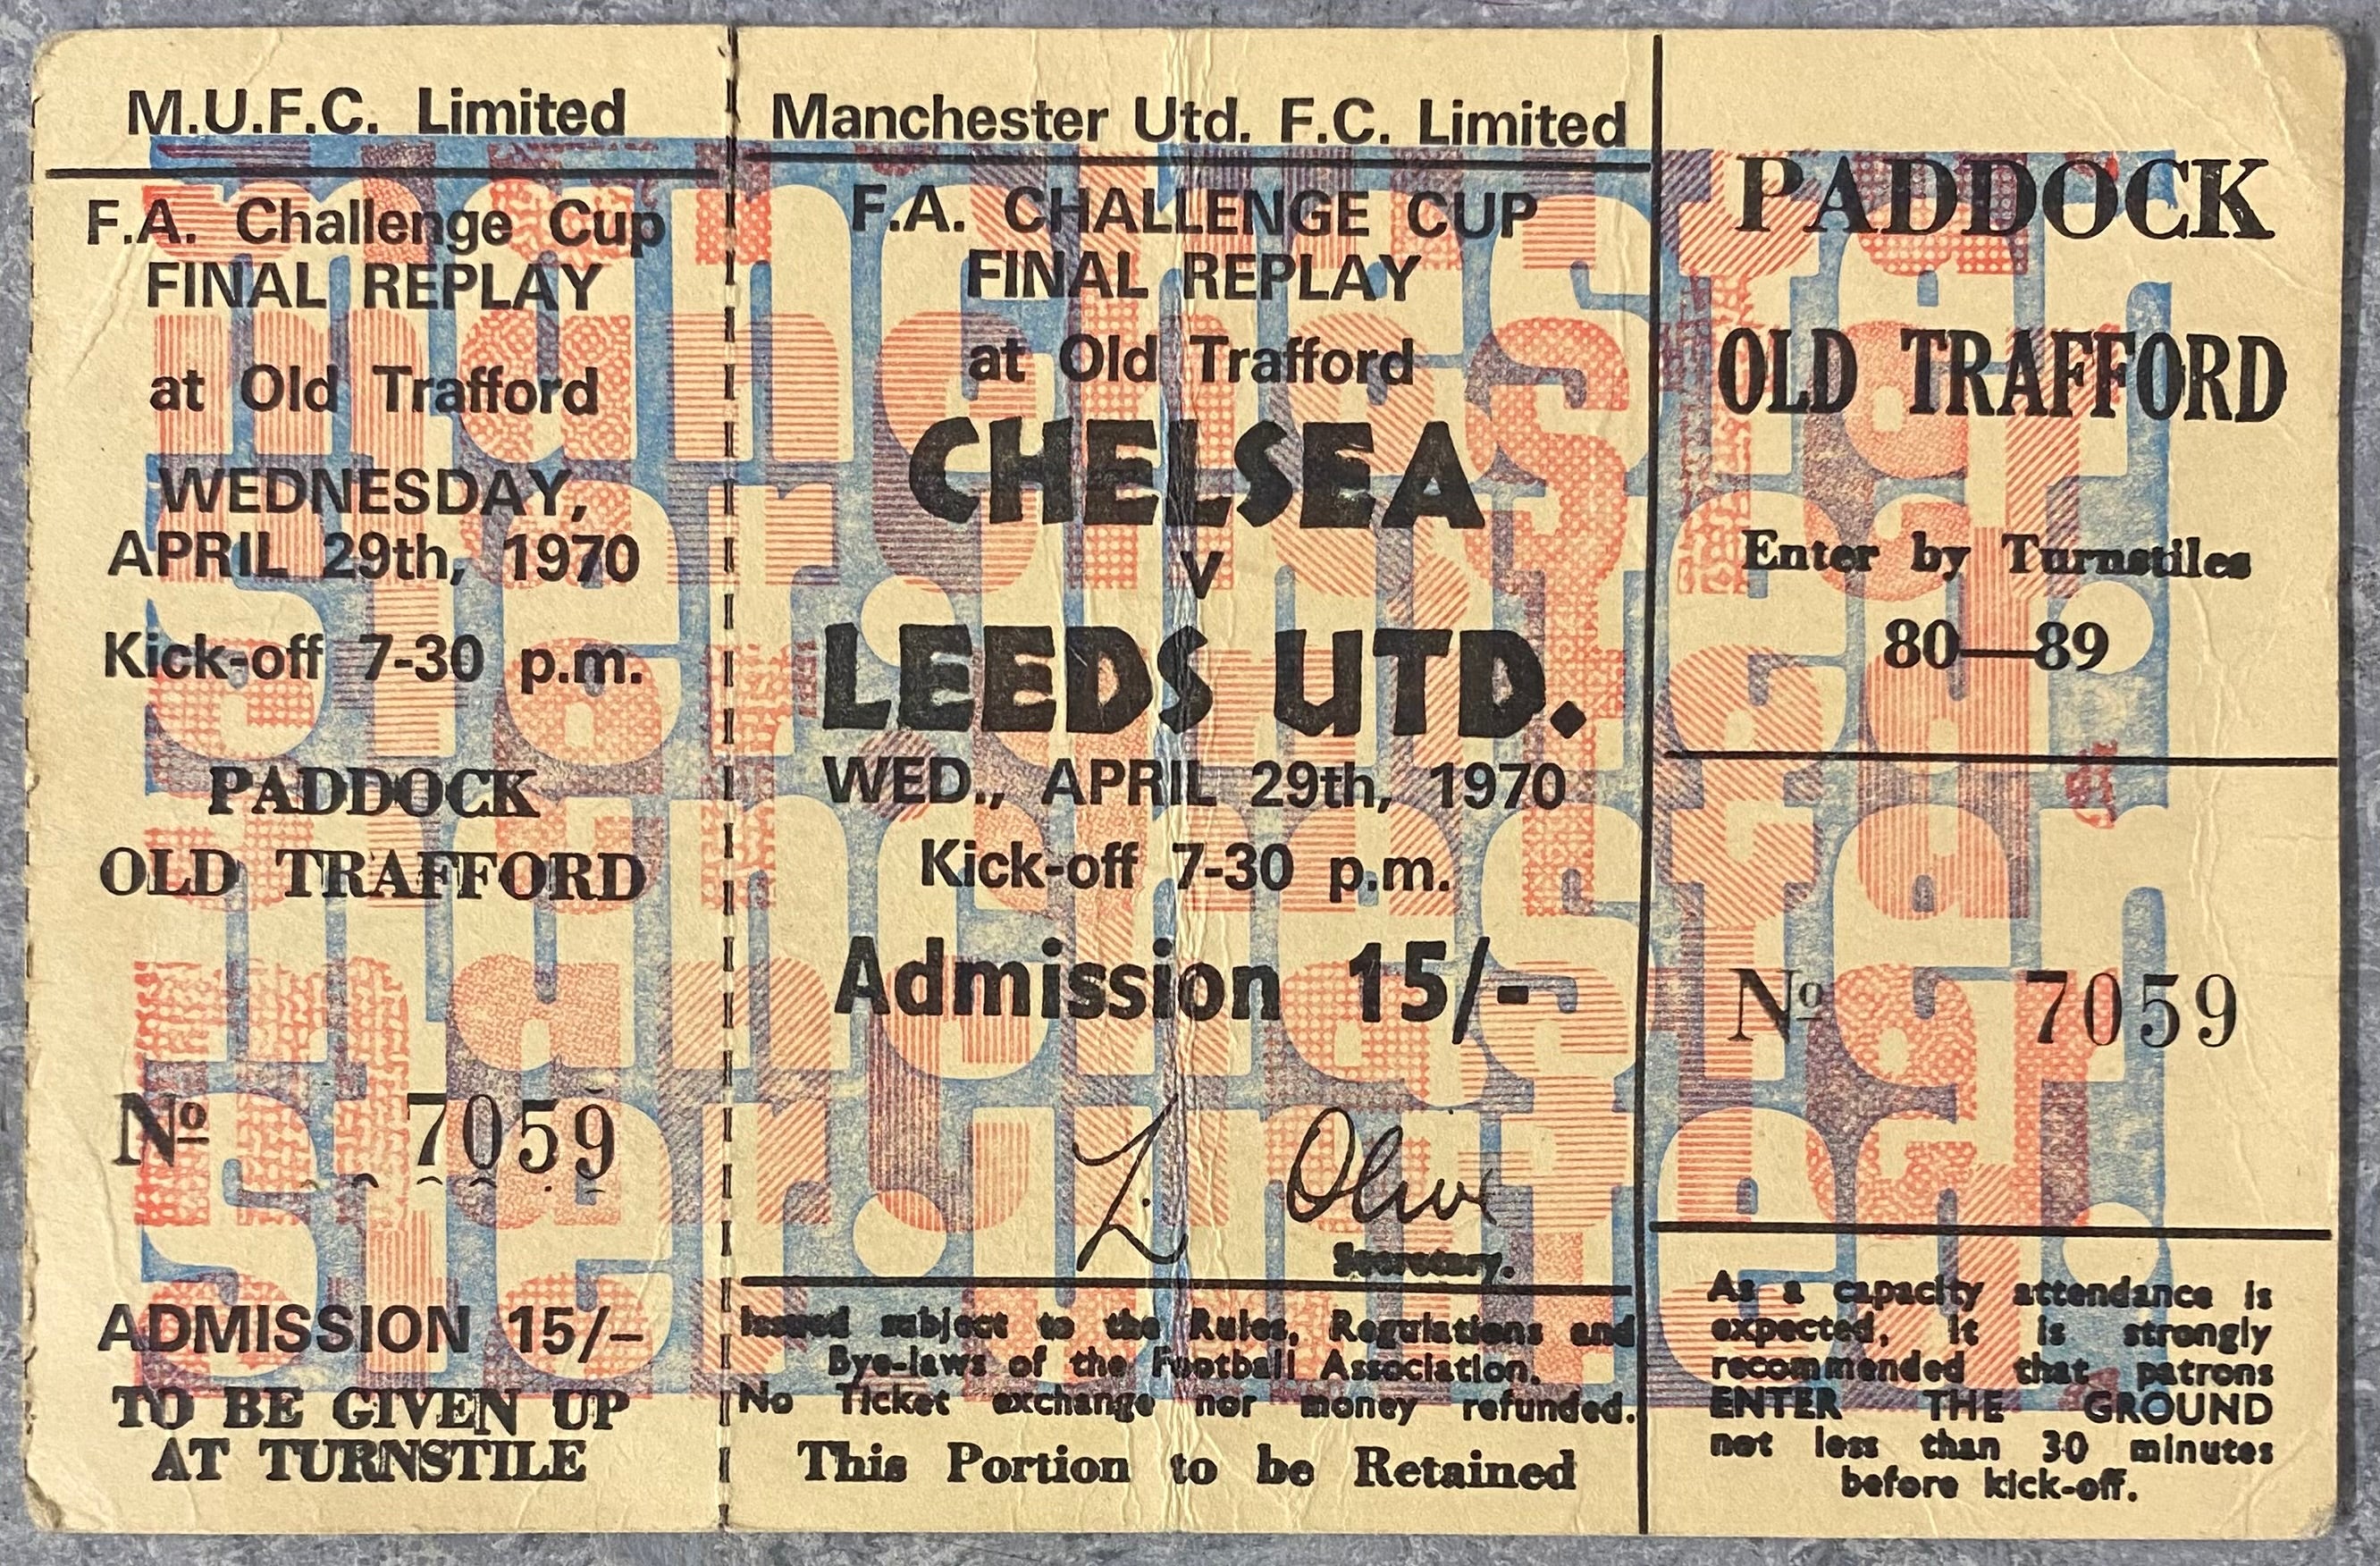 M.U.F.C. Limited
F.A. Challenge Cup
FINAL REPLAY
at Old Trafford
WEDNESDAY,
APRIL 29th, 1970
Kick-off 7-30 p.m.
PADDOCK
OLD TRAFFORD
Nº 7059
ADMISSION 15/-
TO BE GIVEN UP
AT TURNSTILE
Manchester Utd. F.C. Limited
F.A. CHALLENGE CUP
FINAL REPLAY
at Old Trafford
CHELSEA
V
LEEDS UTD.
WED., APRIL 29th, 1970
Kick-off 7-30 p.m.
Admission 15/-
L. Olive
Secretary.
Issued subject to the Rules, Regulations and
Bye-laws of the Football Association.
No Ticket exchange nor money refunded.
This Portion to be Retained
PADDOCK
OLD TRAFFORD
Enter by Turnstiles
80—89
Nº 7059
As a capacity attendance is
expected, it is strongly
recommended that patrons
ENTER THE GROUND
not less than 30 minutes
before kick-off.